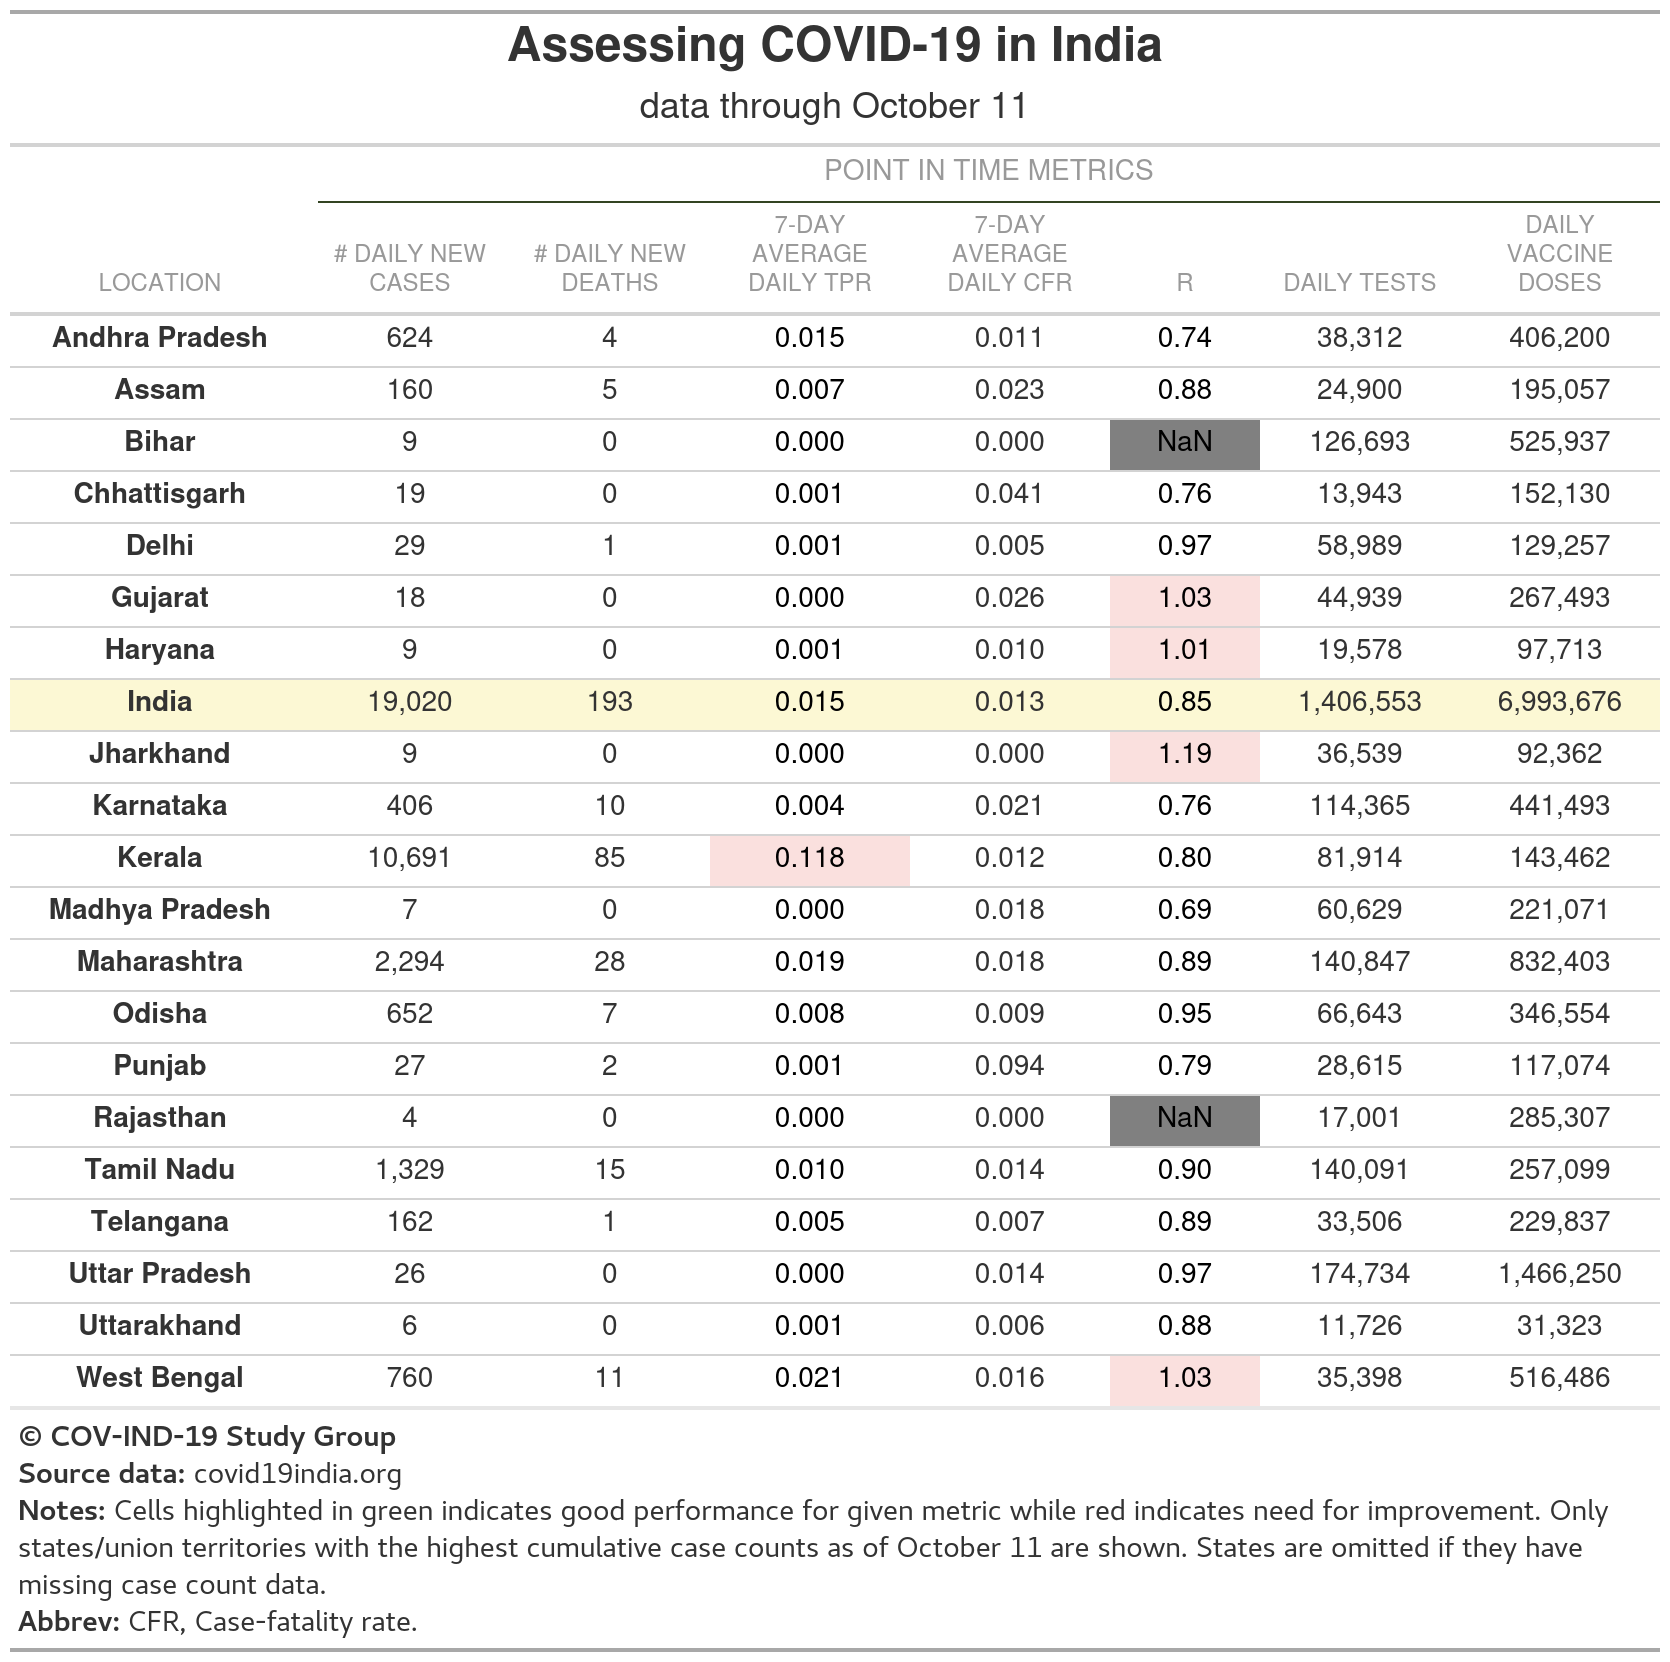 Assessing COVID-19 in India
data through October 11
POINT IN TIME METRICS
LOCATION # DAILY NEW CASES # DAILY NEW DEATHS 7-DAY AVERAGE DAILY TPR 7-DAY AVERAGE DAILY CFR R DAILY TESTS DAILY VACCINE DOSES
Andhra Pradesh 624 4 0.015 0.011 0.74 38,312 406,200
Assam 160 5 0.007 0.023 0.88 24,900 195,057
Bihar 9 0 0.000 0.000 NaN 126,693 525,937
Chhattisgarh 19 0 0.001 0.041 0.76 13,943 152,130
Delhi 29 1 0.001 0.005 0.97 58,989 129,257
Gujarat 18 0 0.000 0.026 1.03 44,939 267,493
Haryana 9 0 0.001 0.010 1.01 19,578 97,713
India 19,020 193 0.015 0.013 0.85 1,406,553 6,993,676
Jharkhand 9 0 0.000 0.000 1.19 36,539 92,362
Karnataka 406 10 0.004 0.021 0.76 114,365 441,493
Kerala 10,691 85 0.118 0.012 0.80 81,914 143,462
Madhya Pradesh 7 0 0.000 0.018 0.69 60,629 221,071
Maharashtra 2,294 28 0.019 0.018 0.89 140,847 832,403
Odisha 652 7 0.008 0.009 0.95 66,643 346,554
Punjab 27 2 0.001 0.094 0.79 28,615 117,074
Rajasthan 4 0 0.000 0.000 NaN 17,001 285,307
Tamil Nadu 1,329 15 0.010 0.014 0.90 140,091 257,099
Telangana 162 1 0.005 0.007 0.89 33,506 229,837
Uttar Pradesh 26 0 0.000 0.014 0.97 174,734 1,466,250
Uttarakhand 6 0 0.001 0.006 0.88 11,726 31,323
West Bengal 760 11 0.021 0.016 1.03 35,398 516,486
© COV-IND-19 Study Group
Source data: covid19india.org
Notes: Cells highlighted in green indicates good performance for given metric while red indicates need for improvement. Only
states/union territories with the highest cumulative case counts as of October 11 are shown. States are omitted if they have
missing case count data.
Abbrev: CFR, Case-fatality rate.